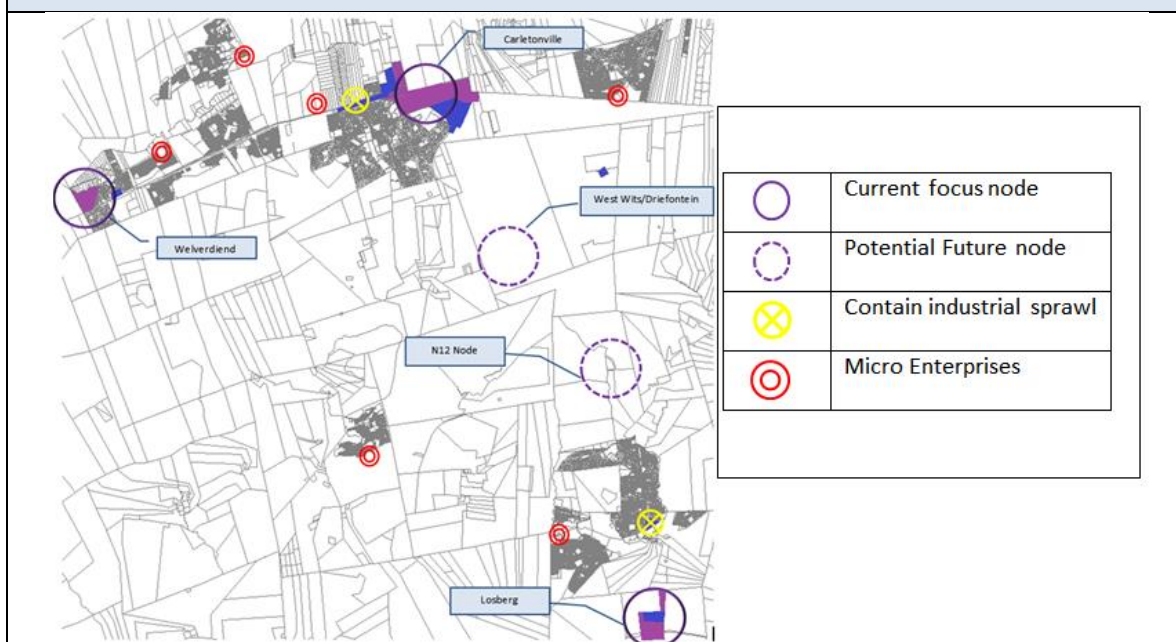 Carletonville
West Wits/Driefontein
Welverdiend
N12 Node
Losberg
Current focus node
Potential Future node
Contain industrial sprawl
Micro Enterprises